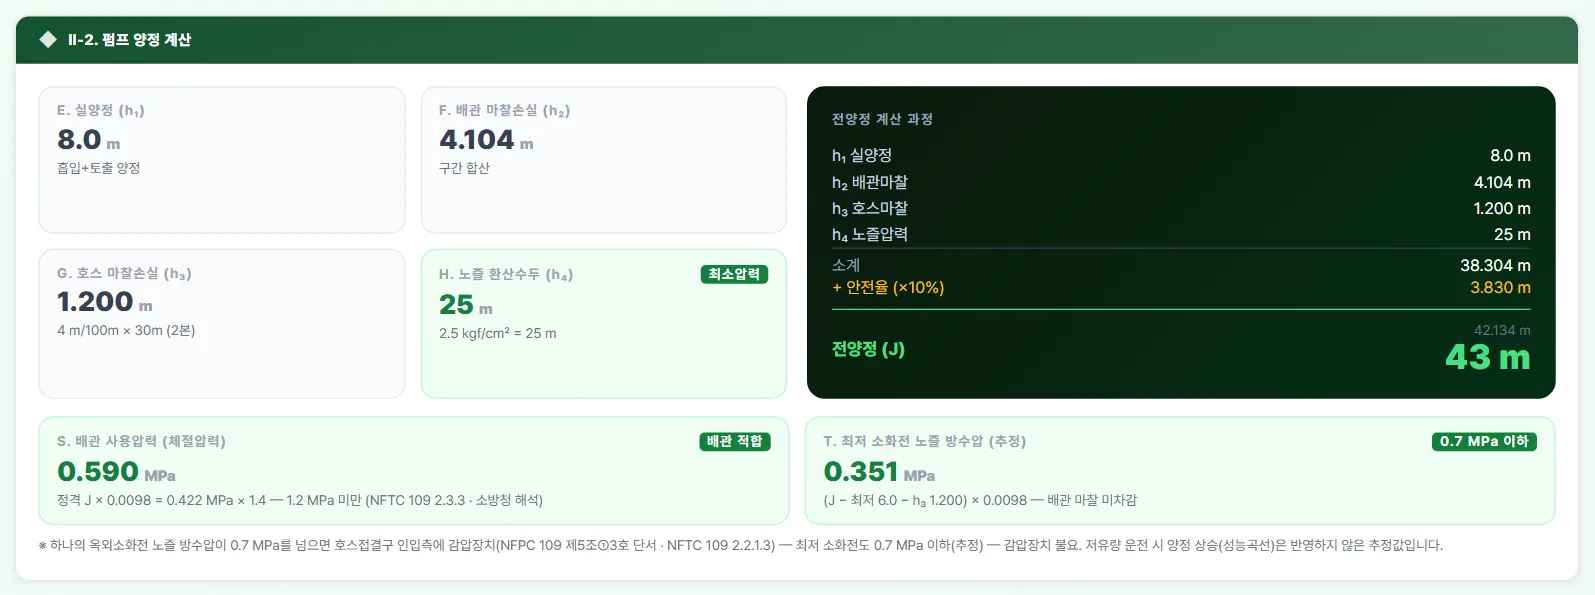 ◆ II-2. 펌프 양정 계산
E. 실양정 (h₁)
8.0 m
흡입+토출 양정
F. 배관 마찰손실 (h₂)
4.104 m
구간 합산
G. 호스 마찰손실 (h₃)
1.200 m
4 m/100m × 30m (2본)
H. 노즐 환산수두 (h₄)
최소압력
25 m
2.5 kgf/cm² = 25 m
전양정 계산 과정
h₁ 실양정 8.0 m
h₂ 배관마찰 4.104 m
h₃ 호스마찰 1.200 m
h₄ 노즐압력 25 m
소계 38.304 m
+ 안전율 (×10%) 3.830 m
42.134 m
전양정 (J) 43 m
S. 배관 사용압력 (체절압력)
배관 적합
0.590 MPa
정격 J × 0.0098 = 0.422 MPa × 1.4 — 1.2 MPa 미만 (NFTC 109 2.3.3 · 소방청 해석)
T. 최저 소화전 노즐 방수압 (추정)
0.7 MPa 이하
0.351 MPa
(J − 최저 6.0 − h₃ 1.200) × 0.0098 — 배관 마찰 미차감
※ 하나의 옥외소화전 노즐 방수압이 0.7 MPa를 넘으면 호스접결구 인입측에 감압장치(NFPC 109 제5조①3호 단서 · NFTC 109 2.2.1.3) — 최저 소화전도 0.7 MPa 이하(추정) — 감압장치 불요. 저유량 운전 시 양정 상승(성능곡선)은 반영하지 않은 추정값입니다.